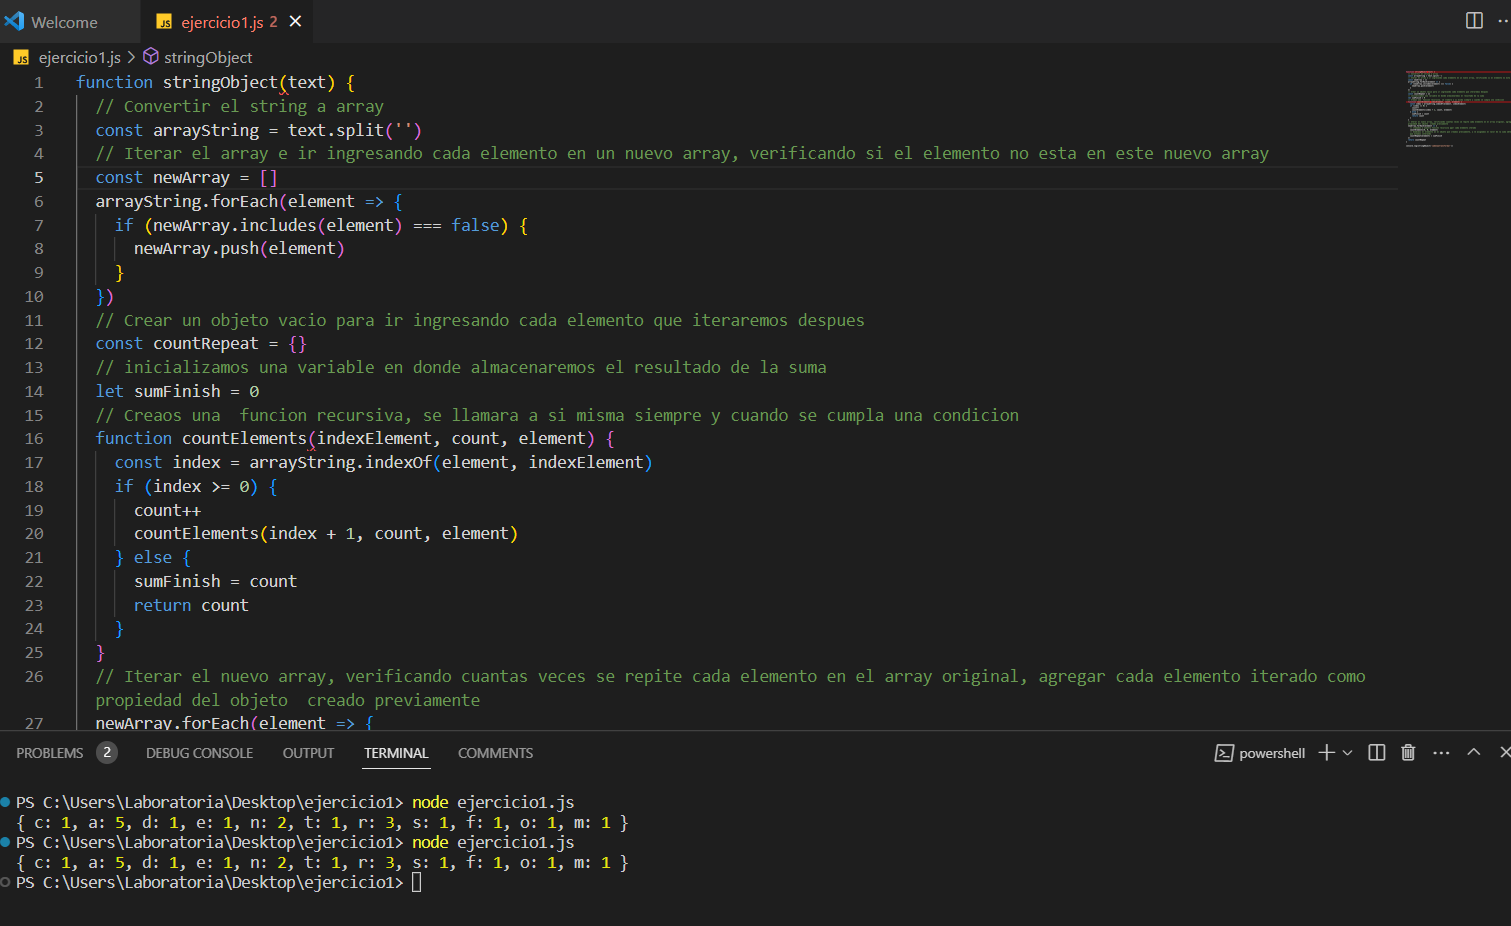 Welcome
JS ejercicio1.js 2
JS ejercicio1.js > stringObject
1 function stringObject(text) {
2 // Convertir el string a array
3 const arrayString = text.split('')
4 // Iterar el array e ir ingresando cada elemento en un nuevo array, verificando si el elemento no esta en este nuevo array
5 const newArray = []
6 arrayString.forEach(element => {
7 if (newArray.includes(element) === false) {
8 newArray.push(element)
9 }
10 })
11 // Crear un objeto vacio para ir ingresando cada elemento que iteraremos despues
12 const countRepeat = {}
13 // inicializamos una variable en donde almacenaremos el resultado de la suma
14 let sumFinish = 0
15 // Creaos una  funcion recursiva, se llamara a si misma siempre y cuando se cumpla una condicion
16 function countElements(indexElement, count, element) {
17 const index = arrayString.indexOf(element, indexElement)
18 if (index >= 0) {
19 count++
20 countElements(index + 1, count, element)
21 } else {
22 sumFinish = count
23 return count
24 }
25 }
26 // Iterar el nuevo array, verificando cuantas veces se repite cada elemento en el array original, agregar cada elemento iterado como
propiedad del objeto  creado previamente
27 newArray.forEach(element => {
PROBLEMS 2 DEBUG CONSOLE OUTPUT TERMINAL COMMENTS powershell
PS C:\Users\Laboratoria\Desktop\ejercicio1> node ejercicio1.js
{ c: 1, a: 5, d: 1, e: 1, n: 2, t: 1, r: 3, s: 1, f: 1, o: 1, m: 1 }
PS C:\Users\Laboratoria\Desktop\ejercicio1> node ejercicio1.js
{ c: 1, a: 5, d: 1, e: 1, n: 2, t: 1, r: 3, s: 1, f: 1, o: 1, m: 1 }
PS C:\Users\Laboratoria\Desktop\ejercicio1>